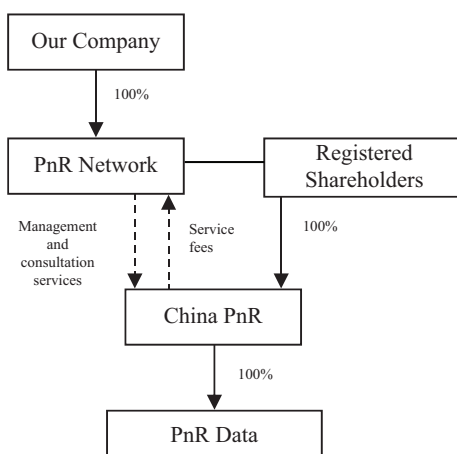 Our Company
100%
PnR Network
Registered
Shareholders
Management
and
consultation
services
Service
fees
100%
China PnR
100%
PnR Data